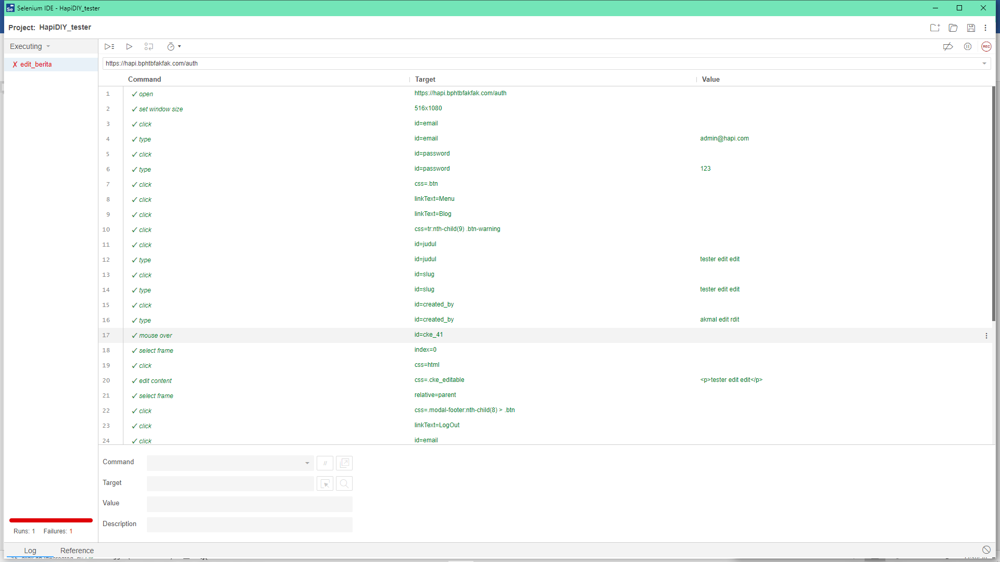 Selenium IDE - HapiDIY_tester
Project: HapiDIY_tester
Executing
REC
edit_berita
https://hapi.bphtbfakfak.com/auth
Command Target Value
1 open https://hapi.bphtbfakfak.com/auth
2 set window size 516x1080
3 click id=email
4 type id=email admin@hapi.com
5 click id=password
6 type id=password 123
7 click css=.btn
8 click linkText=Menu
9 click linkText=Blog
10 click css=tr:nth-child(9) .btn-warning
11 click id=judul
12 type id=judul tester edit edit
13 click id=slug
14 type id=slug tester edit edit
15 click id=created_by
16 type id=created_by akmal edit rdit
17 mouse over id=cke_41
18 select frame index=0
19 click css=html
20 edit content css=.cke_editable <p>tester edit edit</p>
21 select frame relative=parent
22 click css=.modal-footer:nth-child(8) > .btn
23 click linkText=LogOut
24 click id=email
Command //
Target
Value
Description
Runs: 1 Failures: 1
Log Reference